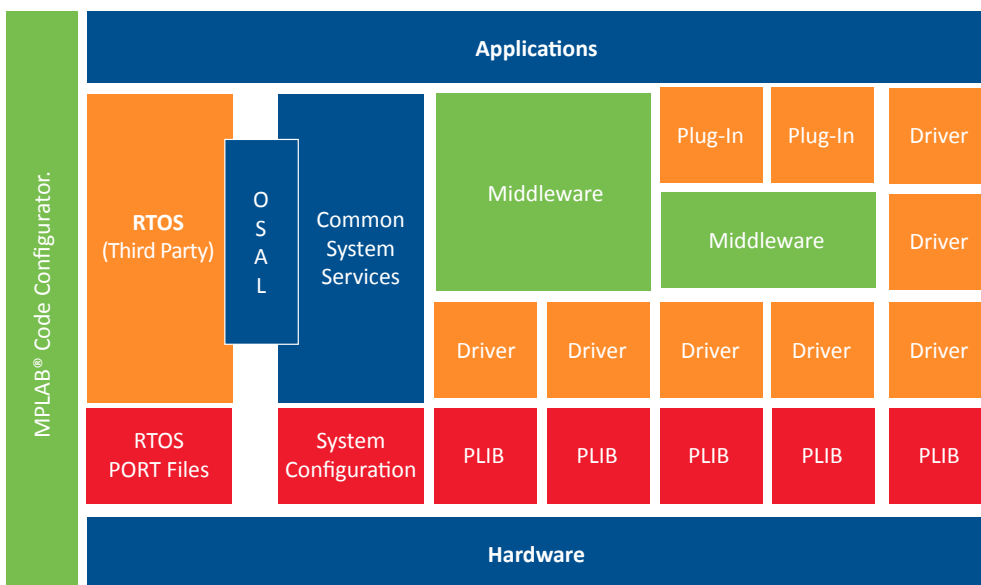 MPLAB® Code Configurator.
Applications
RTOS
(Third Party)
O
S
A
L
Common
System
Services
Middleware
Plug-In
Plug-In
Driver
Middleware
Driver
Driver
Driver
Driver
Driver
Driver
RTOS
PORT Files
System
Configuration
PLIB
PLIB
PLIB
PLIB
PLIB
Hardware